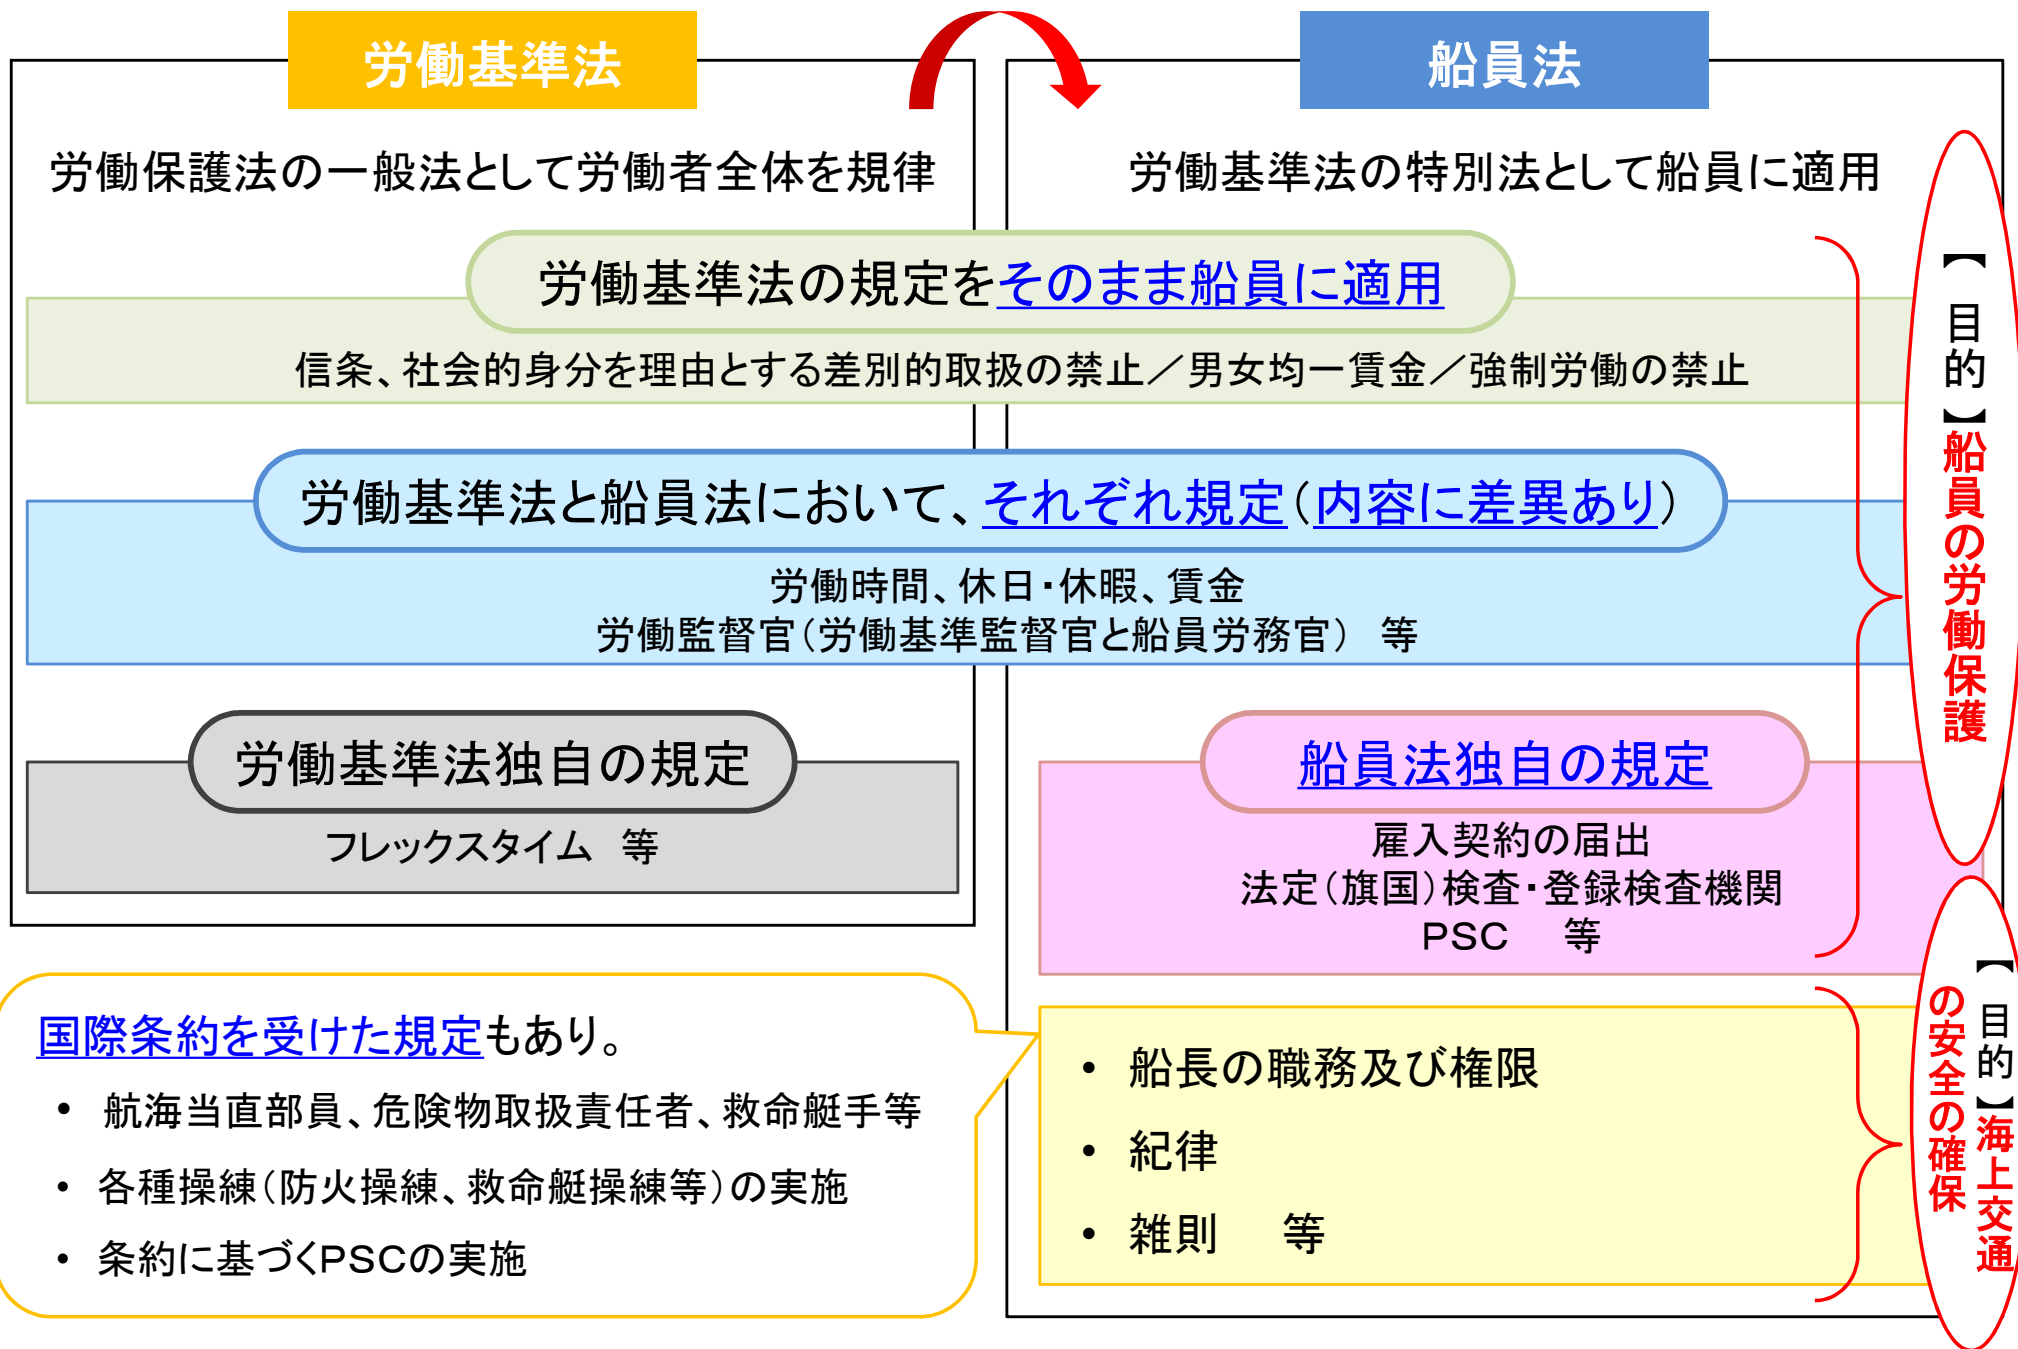 労働基準法
船員法
労働保護法の一般法として労働者全体を規律
労働基準法の特別法として船員に適用
労働基準法の規定をそのまま船員に適用
信条、社会的身分を理由とする差別的取扱の禁止／男女均一賃金／強制労働の禁止
労働基準法と船員法において、それぞれ規定（内容に差異あり）
労働時間、休日・休暇、賃金
労働監督官（労働基準監督官と船員労務官）　等
労働基準法独自の規定
フレックスタイム　等
船員法独自の規定
雇入契約の届出
法定（旗国）検査・登録検査機関
PSC　等
【目的】船員の労働保護
国際条約を受けた規定もあり。
• 航海当直部員、危険物取扱責任者、救命艇手等
• 各種操練（防火操練、救命艇操練等）の実施
• 条約に基づくPSCの実施
• 船長の職務及び権限
• 紀律
• 雑則　等
【目的】海上交通
の安全の確保